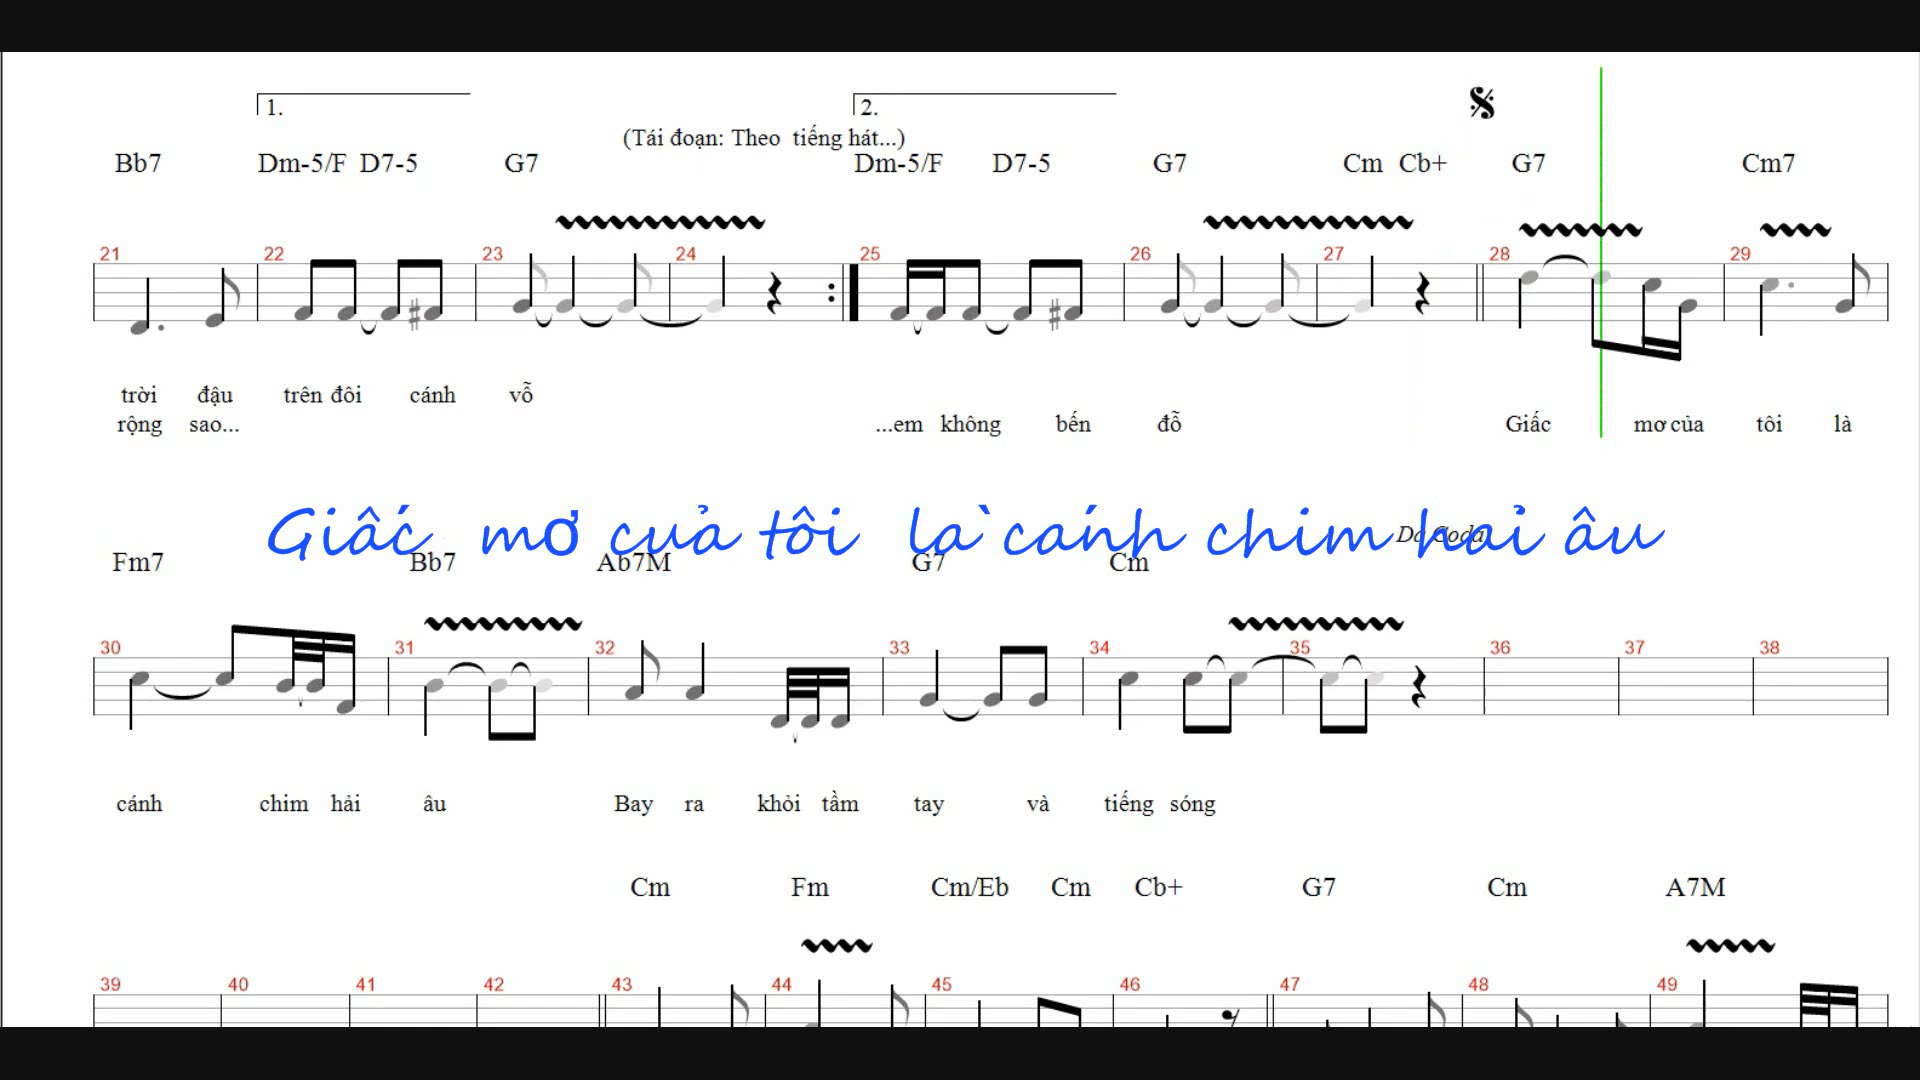 1. 2.
(Tái đoạn: Theo tiếng hát...)
Bb7 Dm-5/F D7-5 G7 Dm-5/F D7-5 G7 Cm Cb+ G7 Cm7
21 22 23 24 25 26 27 28 29
trời đậu trên đôi cánh vỗ
rộng sao... ...em không bến đỗ Giấc mơ của tôi là
Giấc mơ của tôi là cánh chim hải âu
Da Coda
Fm7 Bb7 Ab7M G7 Cm
30 31 32 33 34 35 36 37 38
cánh chim hải âu Bay ra khỏi tầm tay và tiếng sóng
Cm Fm Cm/Eb Cm Cb+ G7 Cm A7M
39 40 41 42 43 44 45 46 47 48 49